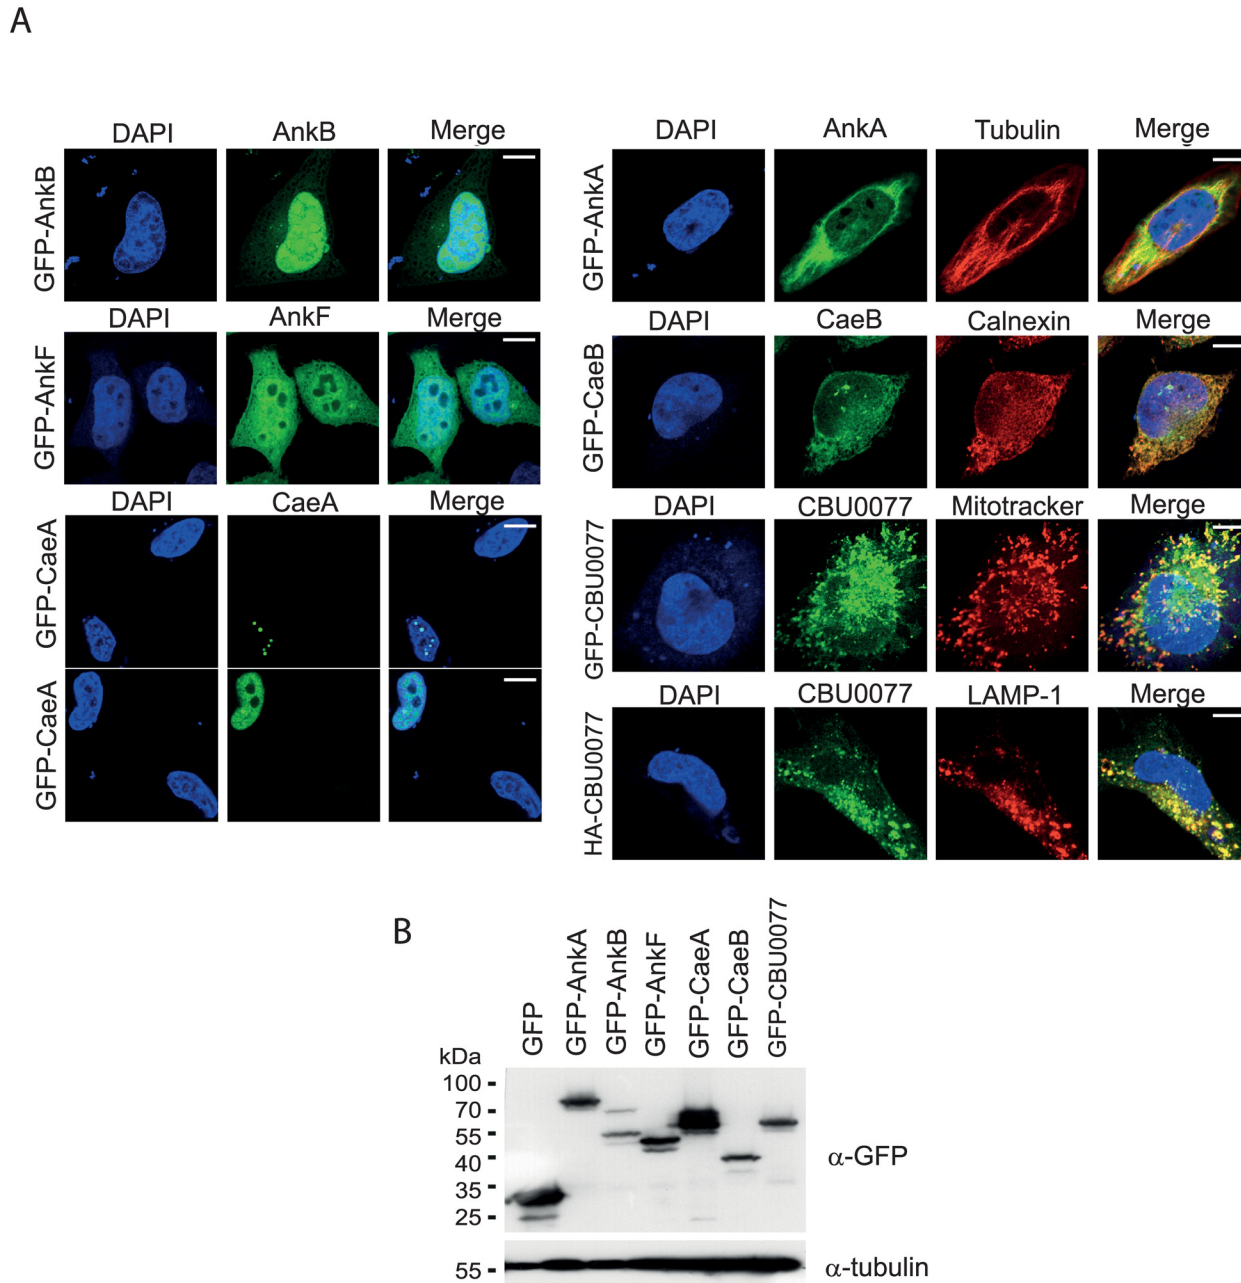 A
DAPI AnkB Merge
GFP-AnkB
DAPI AnkF Merge
GFP-AnkF
DAPI CaeA Merge
GFP-CaeA
GFP-CaeA
DAPI AnkA Tubulin Merge
GFP-AnkA
DAPI CaeB Calnexin Merge
GFP-CaeB
DAPI CBU0077 Mitotracker Merge
GFP-CBU0077
DAPI CBU0077 LAMP-1 Merge
HA-CBU0077
B
GFP GFP-AnkA GFP-AnkB GFP-AnkF GFP-CaeA GFP-CaeB GFP-CBU0077
kDa
100
70
55
40
35
25
α-GFP
55
α-tubulin